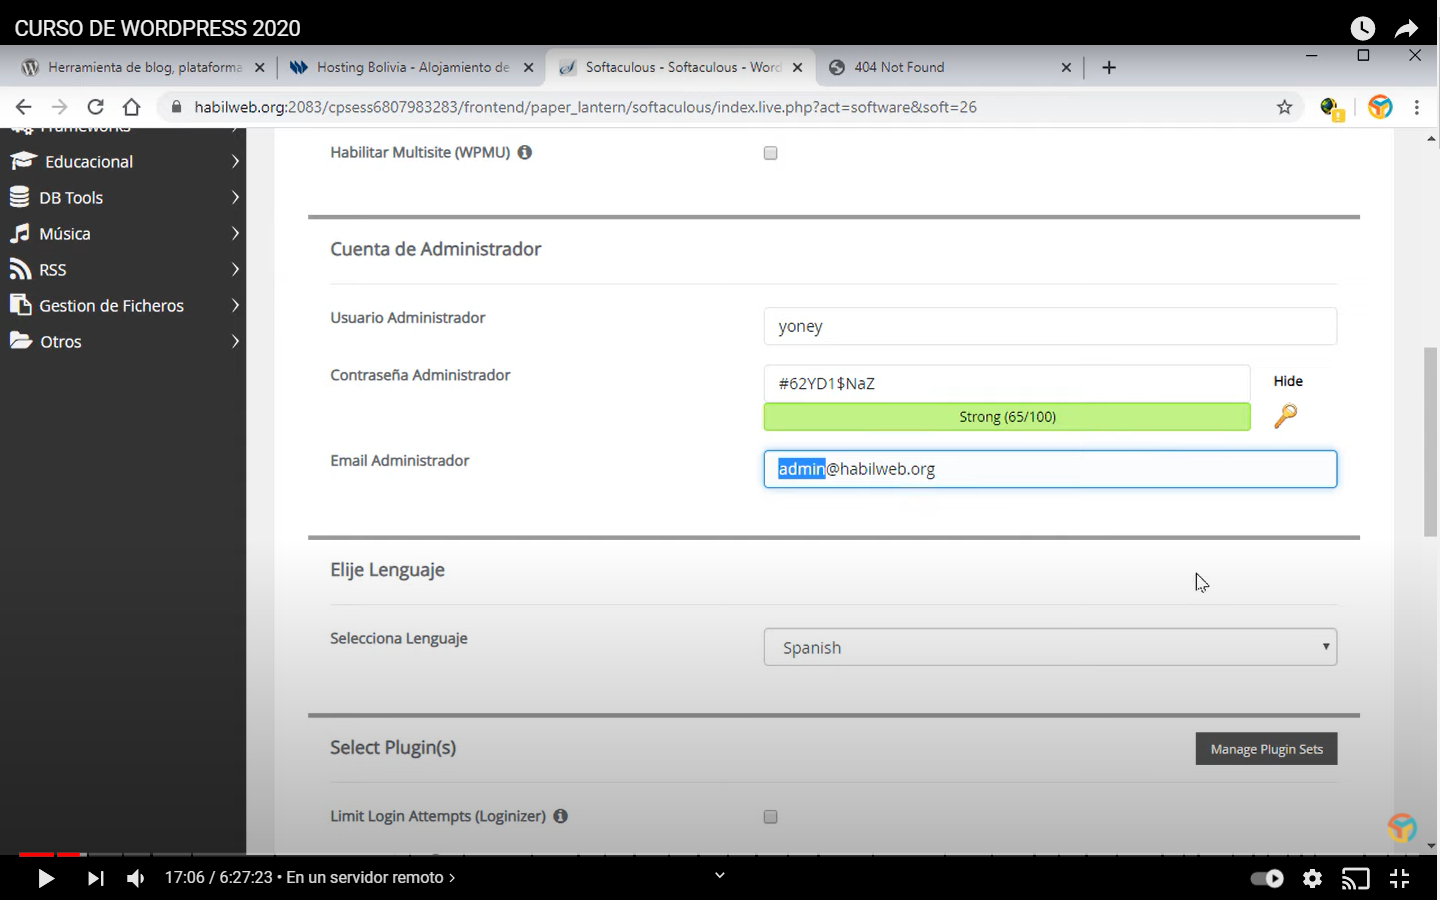 CURSO DE WORDPRESS 2020
Herramienta de blog, plataforma
Hosting Bolivia - Alojamiento de
Softaculous - Softaculous - Word
404 Not Found
habilweb.org:2083/cpsess6807983283/frontend/paper_lantern/softaculous/index.live.php?act=software&soft=26
Frameworks
Educacional
DB Tools
Música
RSS
Gestion de Ficheros
Otros
Habilitar Multisite (WPMU)
Cuenta de Administrador
Usuario Administrador
yoney
Contraseña Administrador
#62YD1$NaZ
Hide
Strong (65/100)
Email Administrador
admin@habilweb.org
Elije Lenguaje
Selecciona Lenguaje
Spanish
Select Plugin(s)
Manage Plugin Sets
Limit Login Attempts (Loginizer)
17:06 / 6:27:23 • En un servidor remoto >